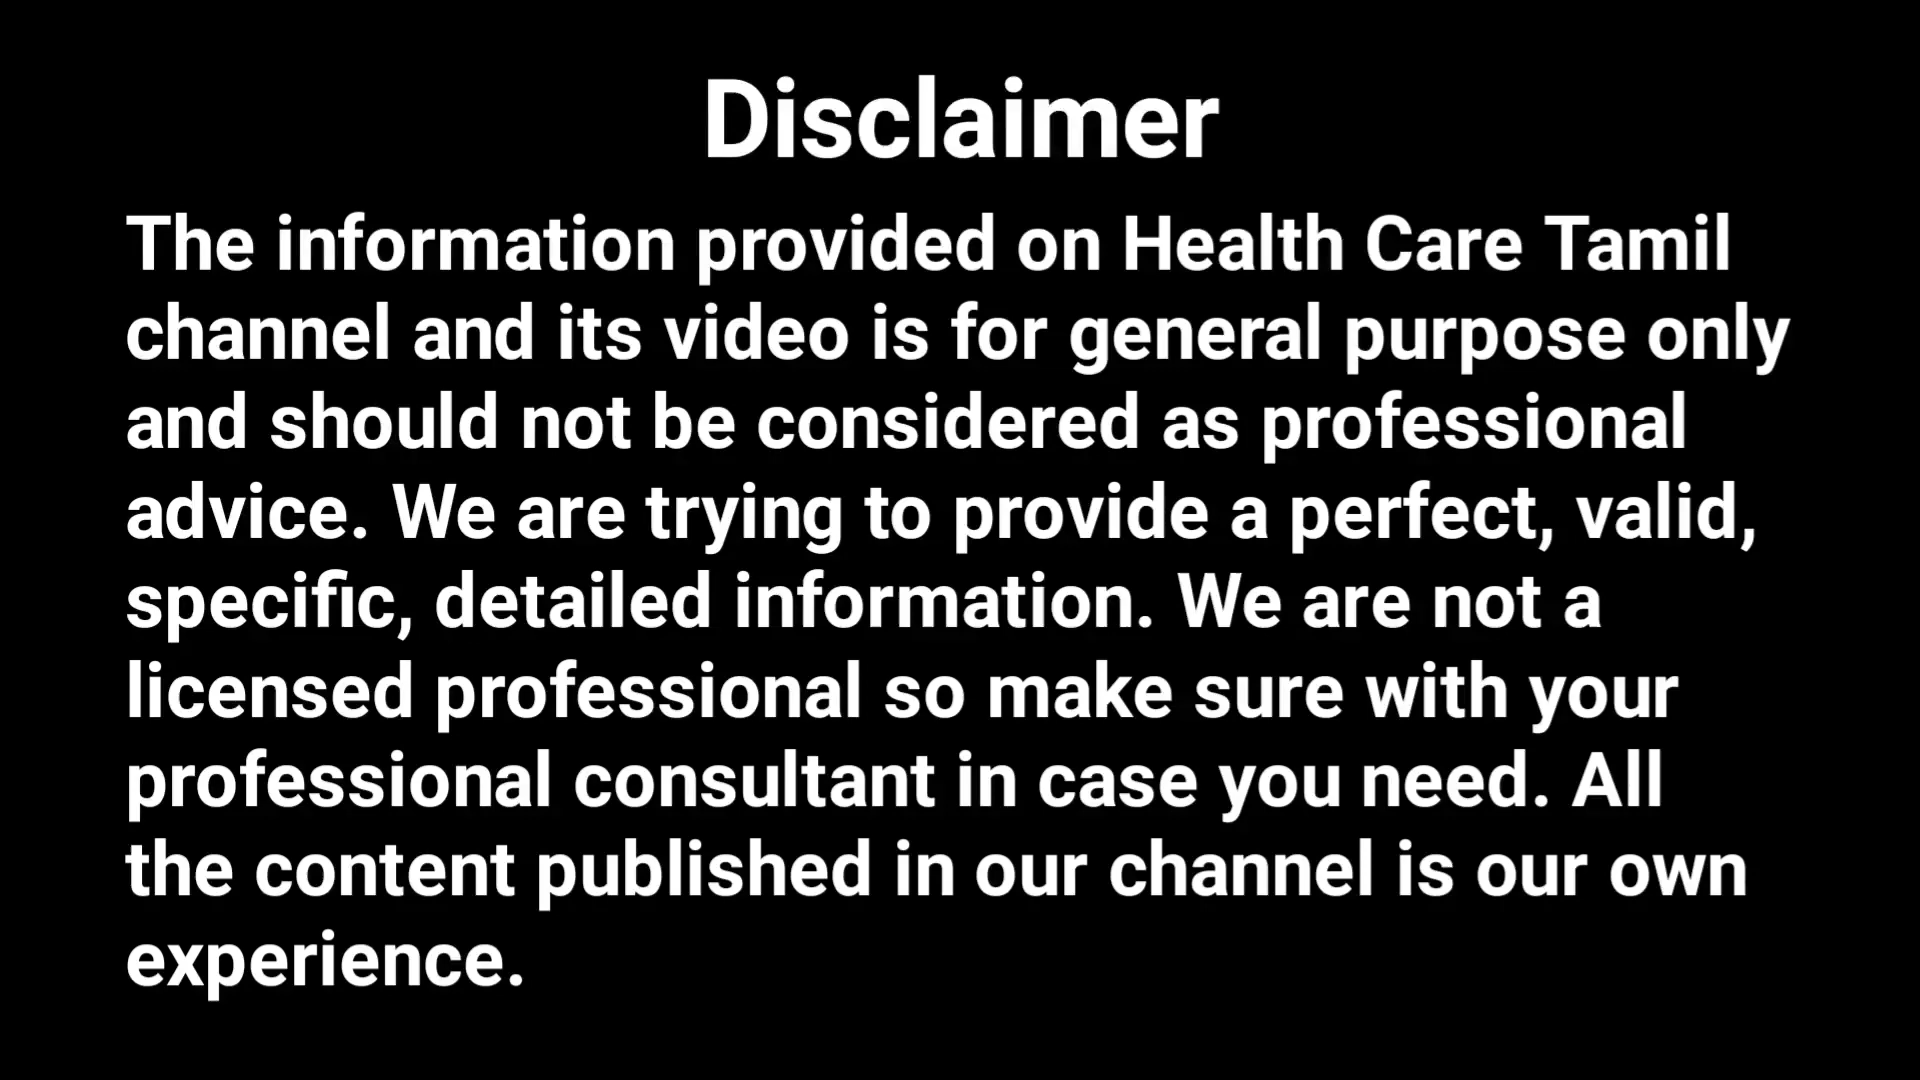 Disclaimer
The information provided on Health Care Tamil
channel and its video is for general purpose only
and should not be considered as professional
advice. We are trying to provide a perfect, valid,
specific, detailed information. We are not a
licensed professional so make sure with your
professional consultant in case you need. All
the content published in our channel is our own
experience.